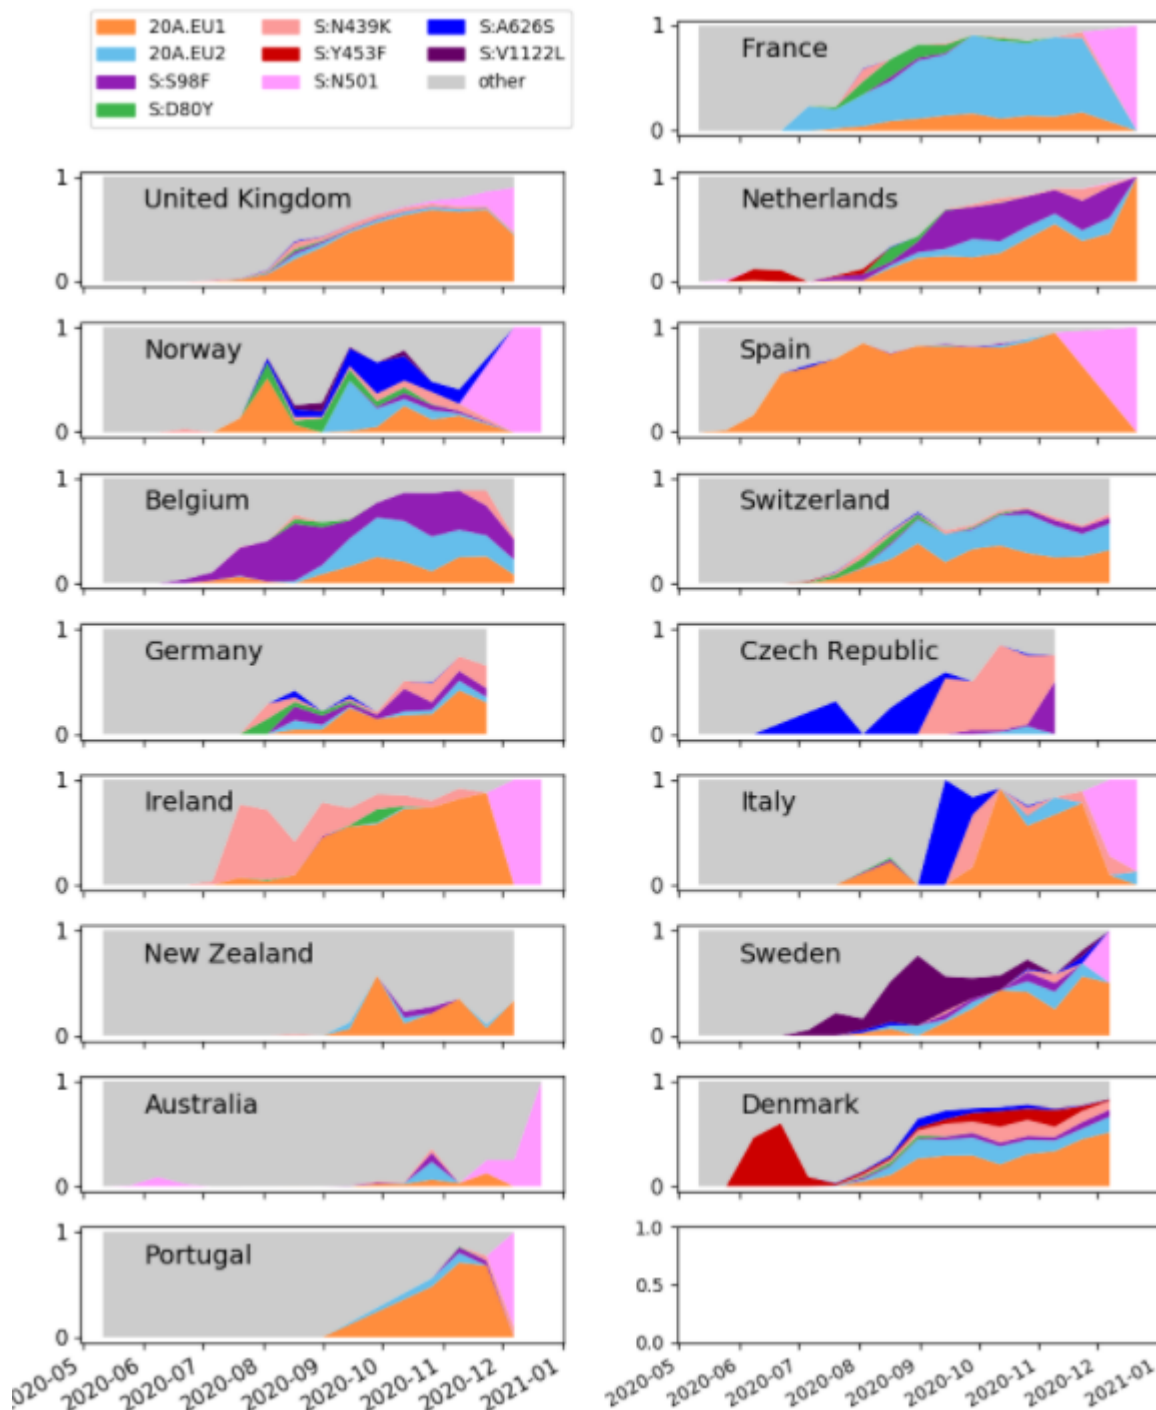 20A.EU1 S:N439K S:A626S
20A.EU2 S:Y453F S:V1122L
S:S98F S:N501 other
S:D80Y
1 France
0
1 United Kingdom
0
1 Netherlands
0
1 Norway
0
1 Spain
0
1 Belgium
0
1 Switzerland
0
1 Germany
0
1 Czech Republic
0
1 Ireland
0
1 Italy
0
1 New Zealand
0
1 Sweden
0
1 Australia
0
1 Denmark
0
1 Portugal
0
1.0
0.5
0.0
2020-05 2020-06 2020-07 2020-08 2020-09 2020-10 2020-11 2020-12 2021-01
2020-05 2020-06 2020-07 2020-08 2020-09 2020-10 2020-11 2020-12 2021-01